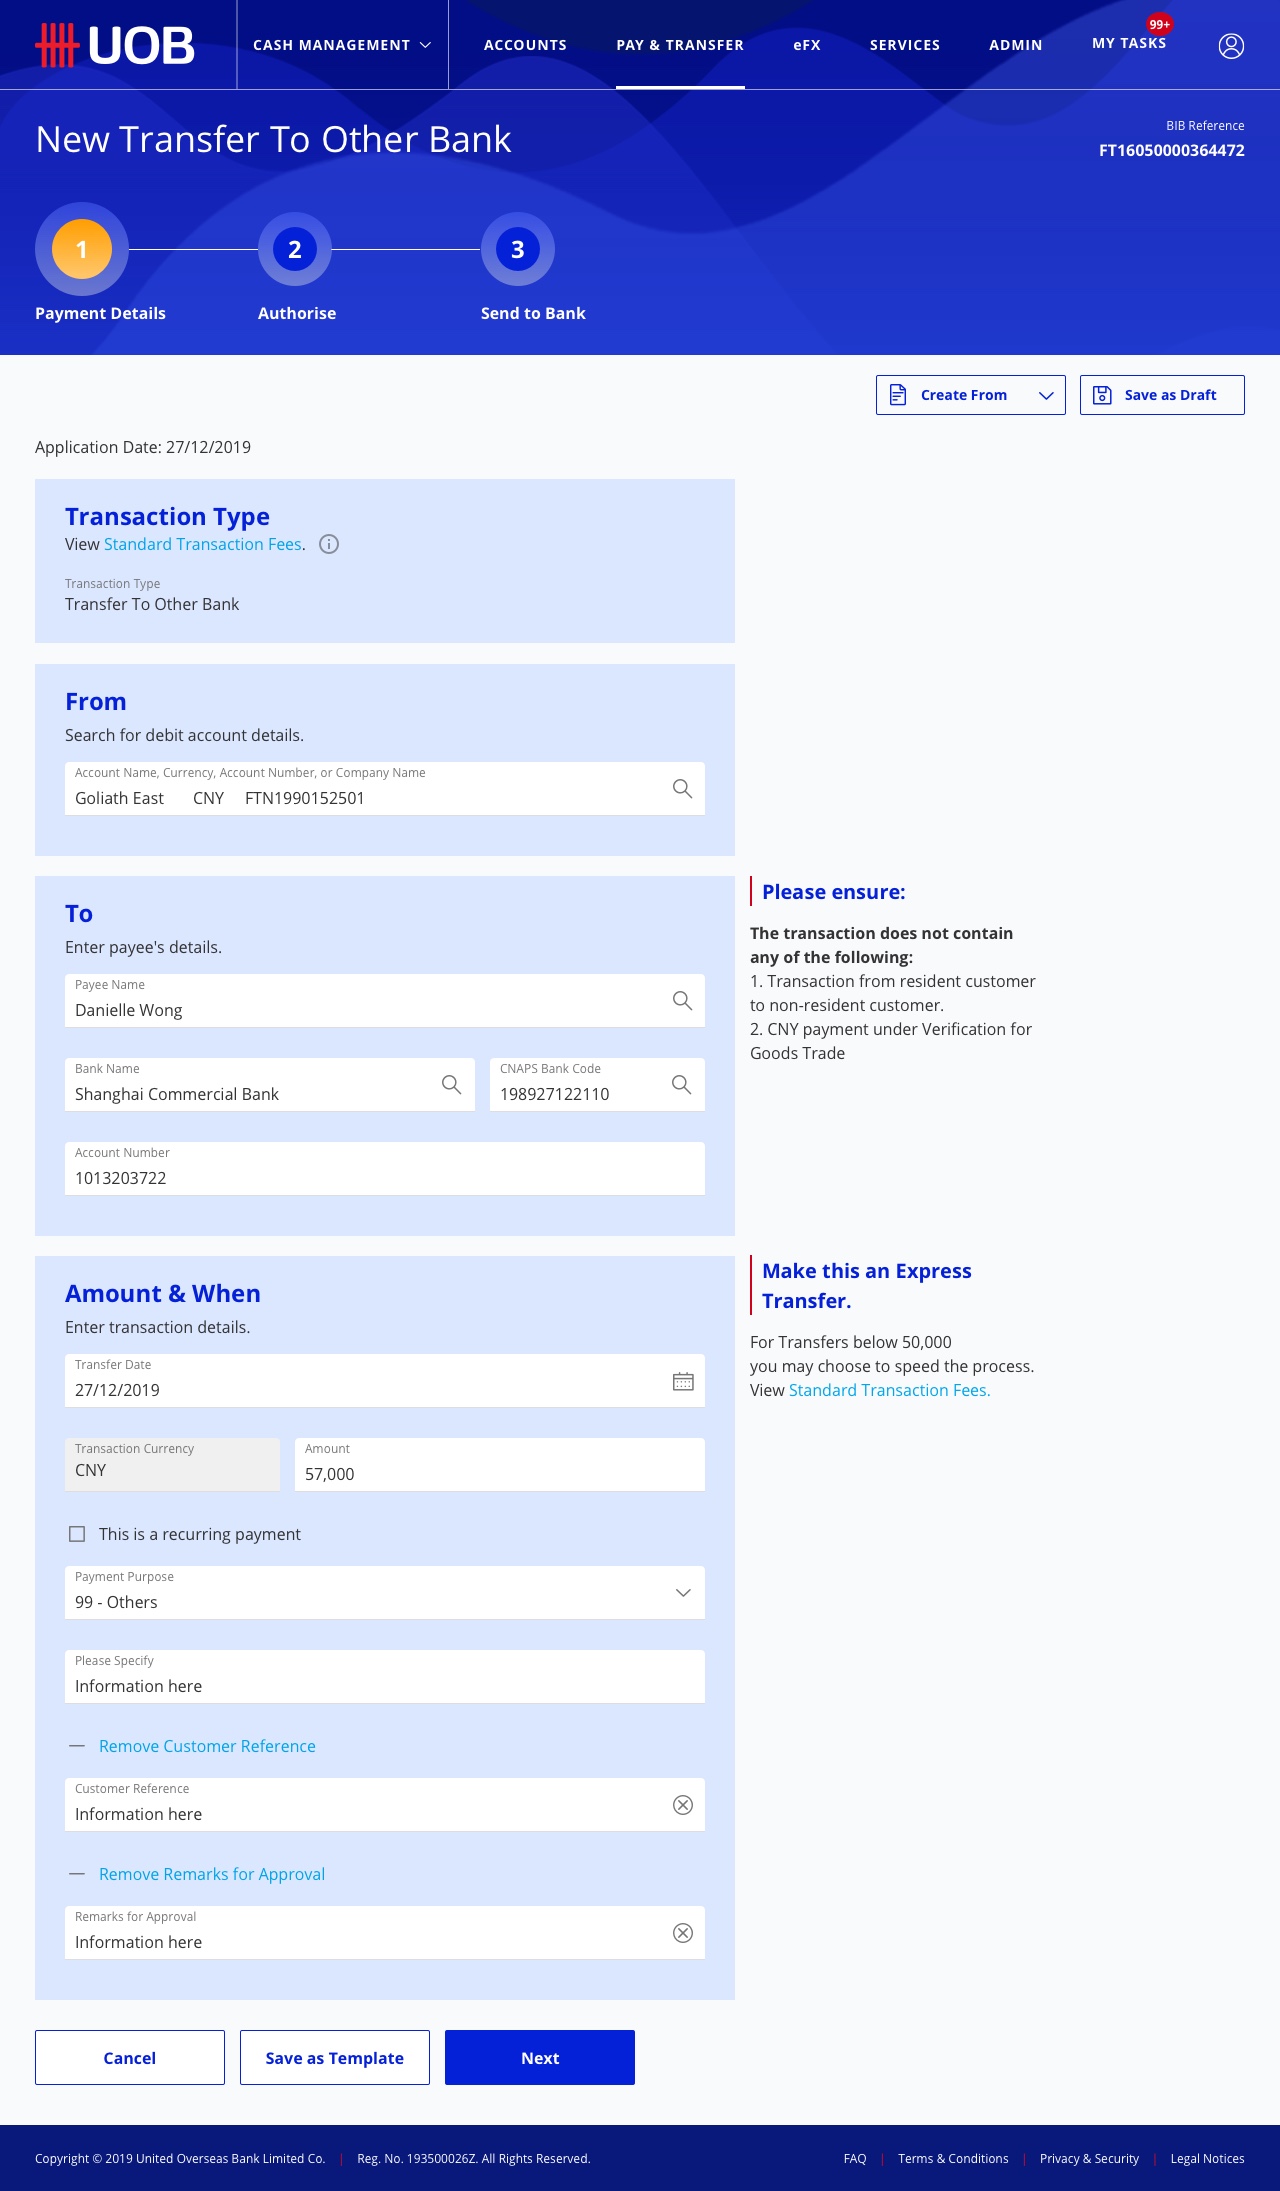 UOB
CASH MANAGEMENT
ACCOUNTS
PAY & TRANSFER
eFX
SERVICES
ADMIN
MY TASKS
99+
New Transfer To Other Bank
BIB Reference
FT16050000364472
1
2
3
Payment Details
Authorise
Send to Bank
Create From
Save as Draft
Application Date: 27/12/2019
Transaction Type
View Standard Transaction Fees.
Transaction Type
Transfer To Other Bank
From
Search for debit account details.
Account Name, Currency, Account Number, or Company Name
Goliath East CNY FTN1990152501
To
Enter payee's details.
Payee Name
Danielle Wong
Bank Name
Shanghai Commercial Bank
CNAPS Bank Code
198927122110
Account Number
1013203722
Please ensure:
The transaction does not contain
any of the following:
1. Transaction from resident customer
to non-resident customer.
2. CNY payment under Verification for
Goods Trade
Amount & When
Enter transaction details.
Transfer Date
27/12/2019
Transaction Currency
CNY
Amount
57,000
This is a recurring payment
Payment Purpose
99 - Others
Please Specify
Information here
Remove Customer Reference
Customer Reference
Information here
Remove Remarks for Approval
Remarks for Approval
Information here
Make this an Express
Transfer.
For Transfers below 50,000
you may choose to speed the process.
View Standard Transaction Fees.
Cancel
Save as Template
Next
Copyright © 2019 United Overseas Bank Limited Co. | Reg. No. 193500026Z. All Rights Reserved.
FAQ | Terms & Conditions | Privacy & Security | Legal Notices